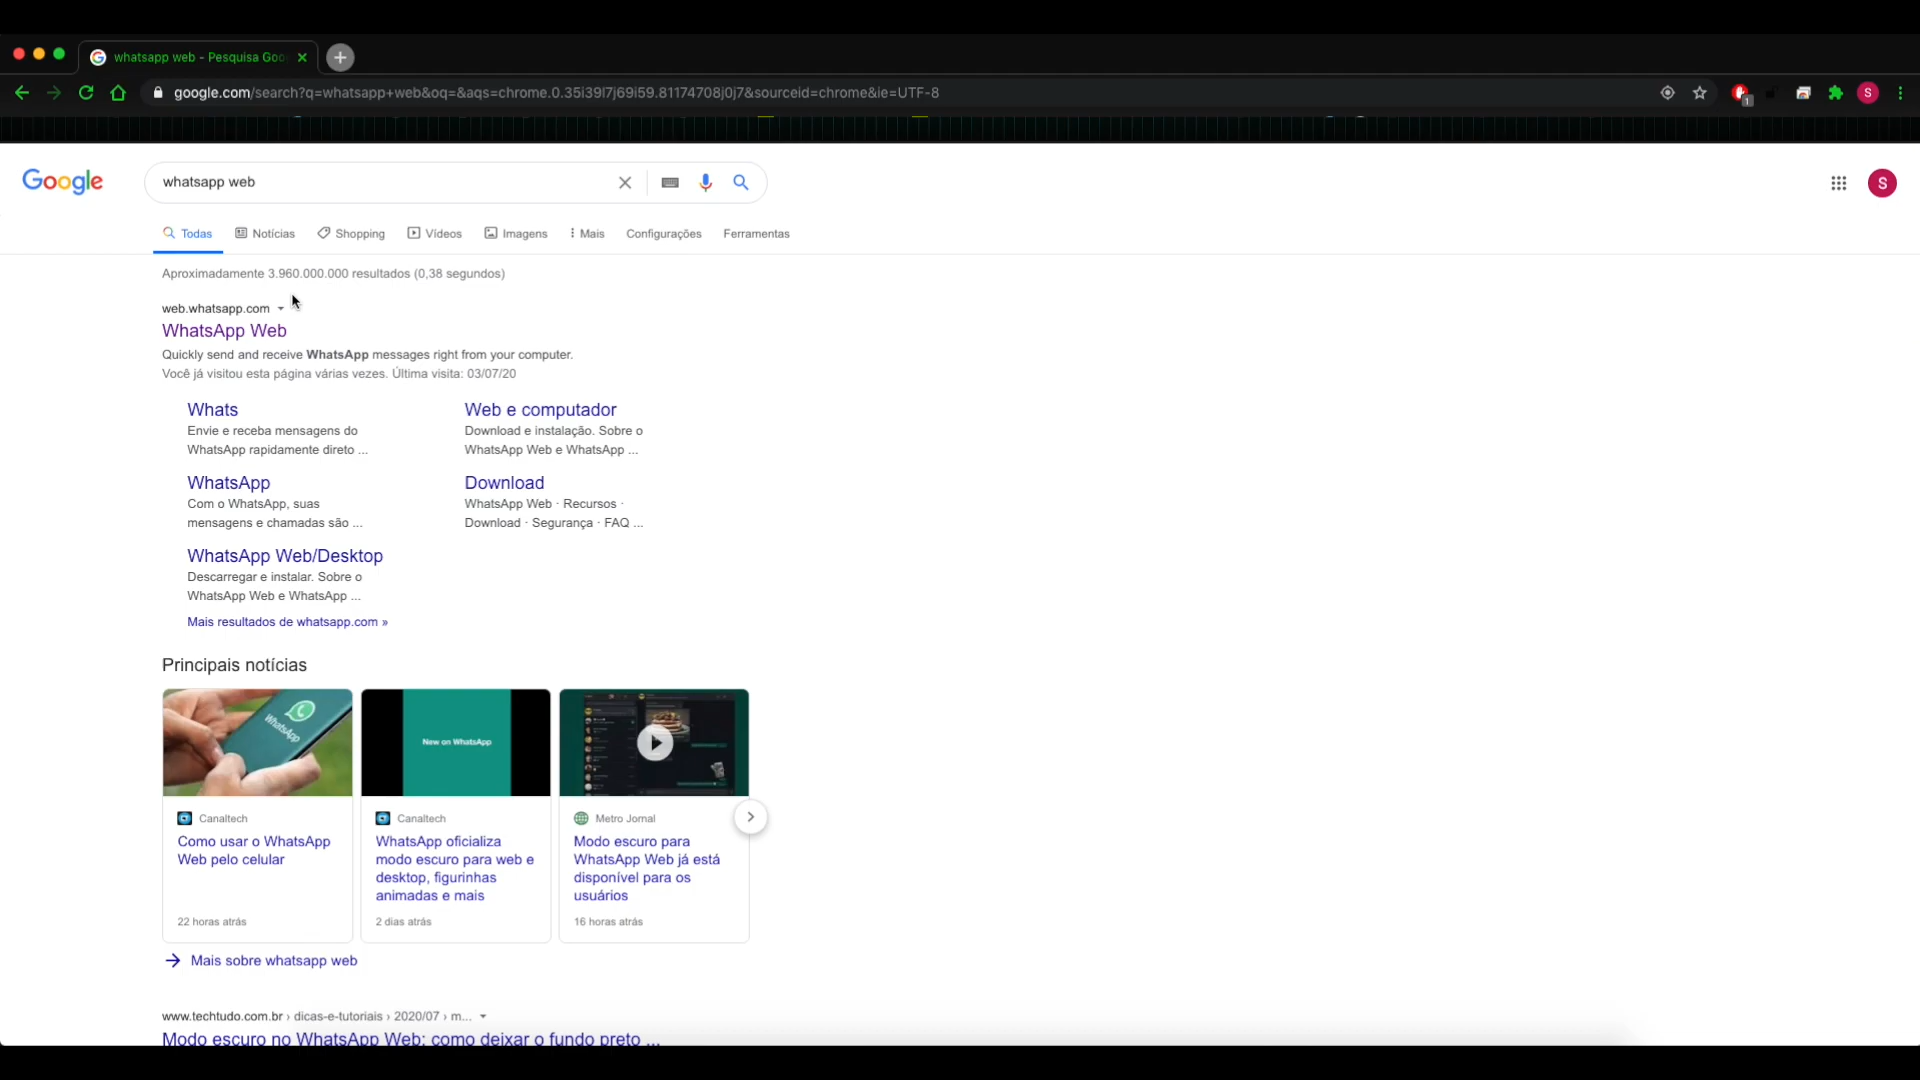 whatsapp web - Pesquisa Goo
google.com/search?q=whatsapp+web&oq=&aqs=chrome.0.35i39l7j69i59.81174708j0j7&sourceid=chrome&ie=UTF-8
1
S
Google
whatsapp web
S
Todas
Notícias
Shopping
Vídeos
Imagens
Mais
Configurações
Ferramentas
Aproximadamente 3.960.000.000 resultados (0,38 segundos)
web.whatsapp.com
WhatsApp Web
Quickly send and receive WhatsApp messages right from your computer.
Você já visitou esta página várias vezes. Última visita: 03/07/20
Whats
Envie e receba mensagens do
WhatsApp rapidamente direto ...
Web e computador
Download e instalação. Sobre o
WhatsApp Web e WhatsApp ...
WhatsApp
Com o WhatsApp, suas
mensagens e chamadas são ...
Download
WhatsApp Web · Recursos ·
Download · Segurança · FAQ ...
WhatsApp Web/Desktop
Descarregar e instalar. Sobre o
WhatsApp Web e WhatsApp ...
Mais resultados de whatsapp.com »
Principais notícias
WhatsApp
Canaltech
Como usar o WhatsApp
Web pelo celular
22 horas atrás
New on WhatsApp
Canaltech
WhatsApp oficializa
modo escuro para web e
desktop, figurinhas
animadas e mais
2 dias atrás
Metro Jornal
Modo escuro para
WhatsApp Web já está
disponível para os
usuários
16 horas atrás
Mais sobre whatsapp web
www.techtudo.com.br › dicas-e-tutoriais › 2020/07 › m...
Modo escuro no WhatsApp Web: como deixar o fundo preto ...